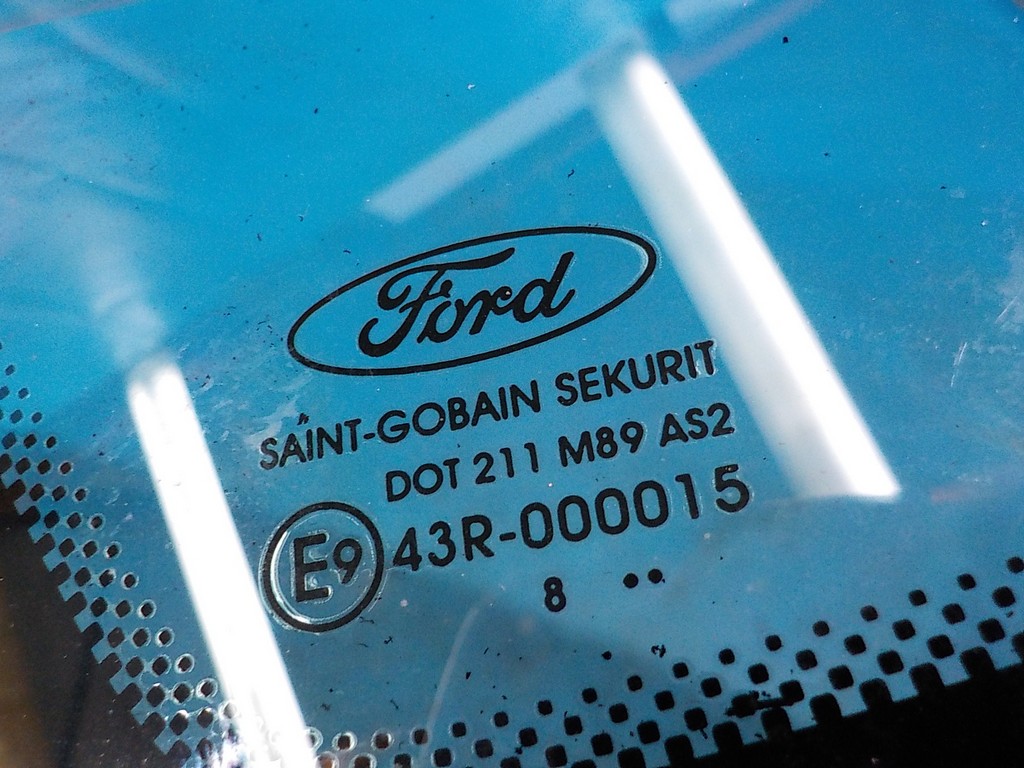 Ford
SAINT-GOBAIN SEKURIT
DOT 211 M89 AS2
E9 43R-000015
8 ••